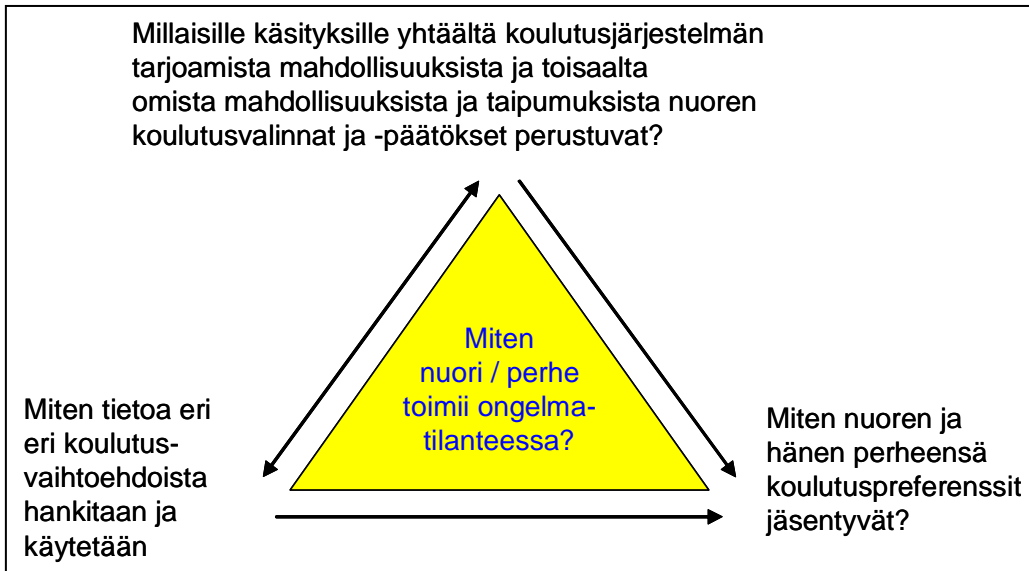 Millaisille käsityksille yhtäältä koulutusjärjestelmän
tarjoamista mahdollisuuksista ja toisaalta
omista mahdollisuuksista ja taipumuksista nuoren
koulutusvalinnat ja -päätökset perustuvat?
Miten
nuori / perhe
toimii ongelma-
tilanteessa?
Miten tietoa eri
eri koulutus-
vaihtoehdoista
hankitaan ja
käytetään
Miten nuoren ja
hänen perheensä
koulutuspreferenssit
jäsentyvät?